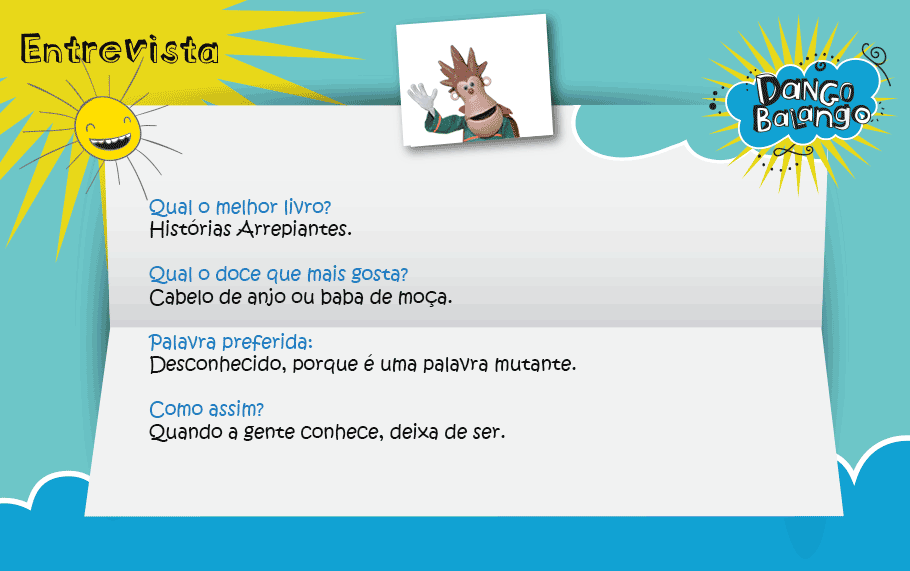 Entrevista
Dango
Balango
Qual o melhor livro?
Histórias Arrepiantes.
Qual o doce que mais gosta?
Cabelo de anjo ou baba de moça.
Palavra preferida:
Desconhecido, porque é uma palavra mutante.
Como assim?
Quando a gente conhece, deixa de ser.